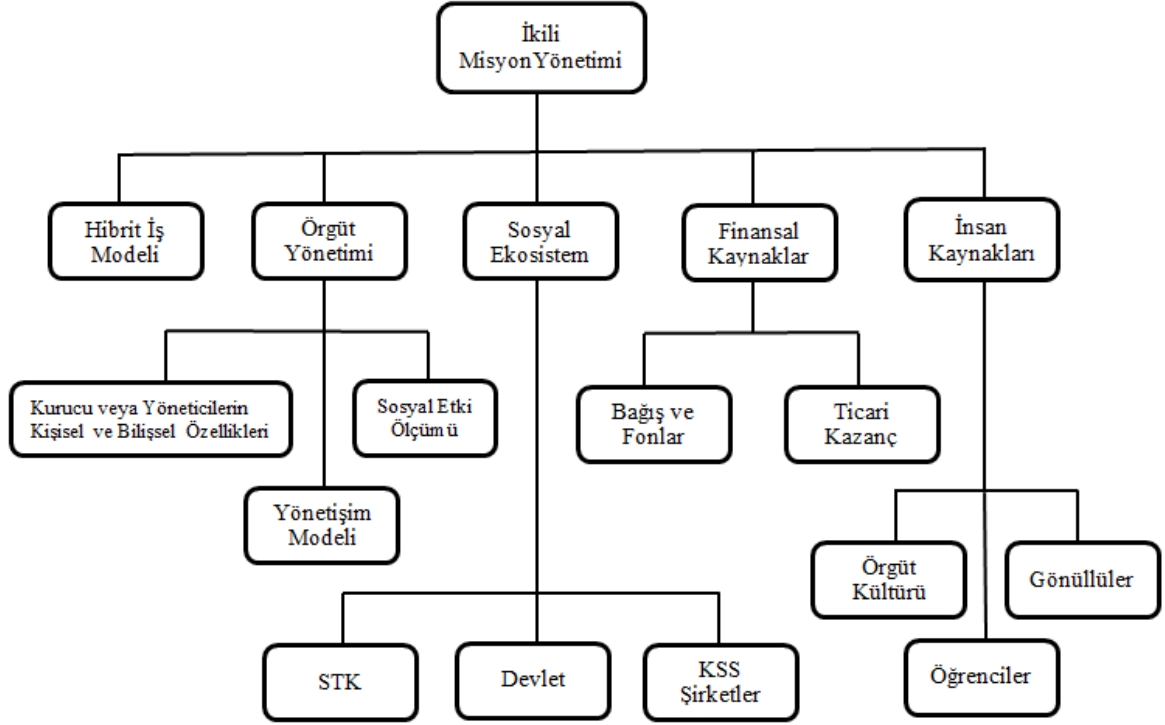 İkili
Misyon Yönetimi
Hibrit İş
Modeli
Örgüt
Yönetimi
Sosyal
Ekosistem
Finansal
Kaynaklar
İnsan
Kaynakları
Kurucu veya Yöneticilerin
Kişisel ve Bilişsel Özellikleri
Sosyal Etki
Ölçümü
Bağış ve
Fonlar
Ticari
Kazanç
Yönetişim
Modeli
Örgüt
Kültürü
Gönüllüler
STK
Devlet
KSS
Şirketler
Öğrenciler